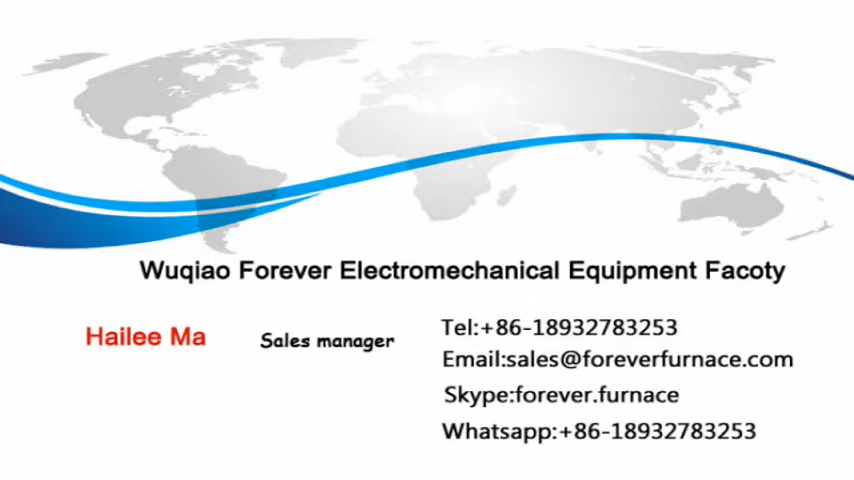 Wuqiao Forever Electromechanical Equipment Facoty
Hailee Ma
Sales manager
Tel:+86-18932783253
Email:sales@foreverfurnace.com
Skype:forever.furnace
Whatsapp:+86-18932783253